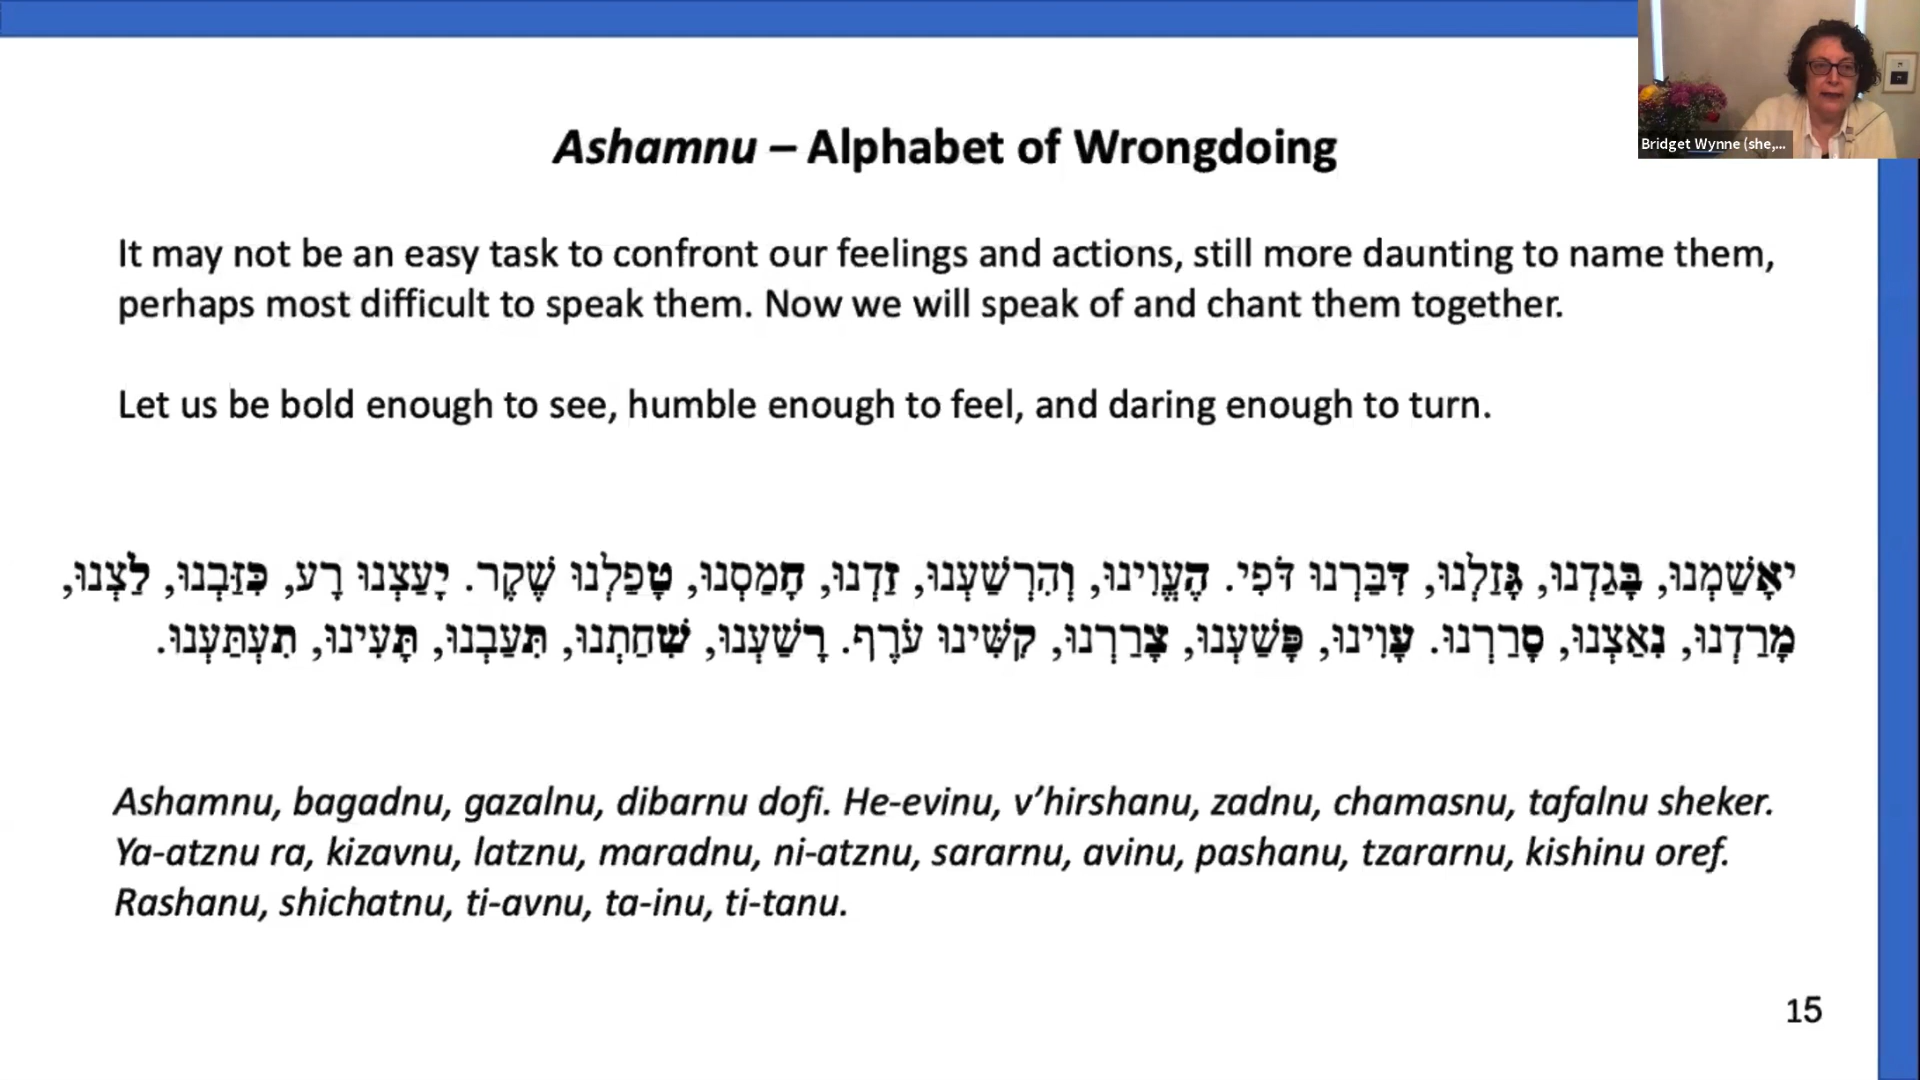 Bridget Wynne (she,...
Ashamnu – Alphabet of Wrongdoing
It may not be an easy task to confront our feelings and actions, still more daunting to name them,
perhaps most difficult to speak them. Now we will speak of and chant them together.
Let us be bold enough to see, humble enough to feel, and daring enough to turn.
יאָשַׁמְנוּ, בָּגַדְנוּ, גָּזַלְנוּ, דִּבַּרְנוּ דֹּפִי. הֶעֱוִינוּ, וְהִרְשַׁעְנוּ, זַדְנוּ, חָמַסְנוּ, טָפַלְנוּ שֶׁקֶר. יָעַצְנוּ רָע, כִּזַּבְנוּ, לַצְנוּ,
מָרַדְנוּ, נִאַצְנוּ, סָרַרְנוּ. עָוִינוּ, פָּשַׁעְנוּ, צָרַרְנוּ, קִשִּׁינוּ עֹרֶף. רָשַׁעְנוּ, שִׁחַתְנוּ, תִּעַבְנוּ, תָּעִינוּ, תִעְתַּעְנוּ.
Ashamnu, bagadnu, gazalnu, dibarnu dofi. He-evinu, v’hirshanu, zadnu, chamasnu, tafalnu sheker.
Ya-atznu ra, kizavnu, latznu, maradnu, ni-atznu, sararnu, avinu, pashanu, tzararnu, kishinu oref.
Rashanu, shichatnu, ti-avnu, ta-inu, ti-tanu.
15